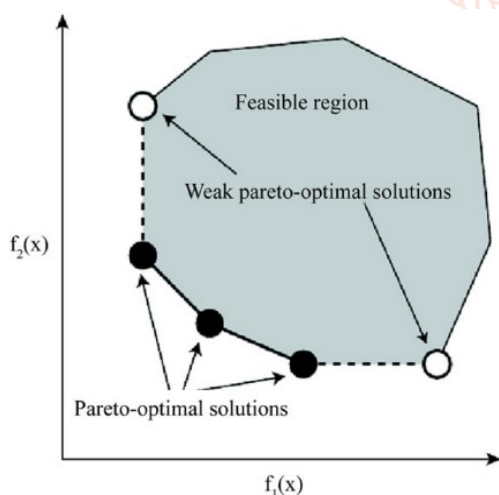 Feasible region
Weak pareto-optimal solutions
f₂(x)
Pareto-optimal solutions
f₁(x)